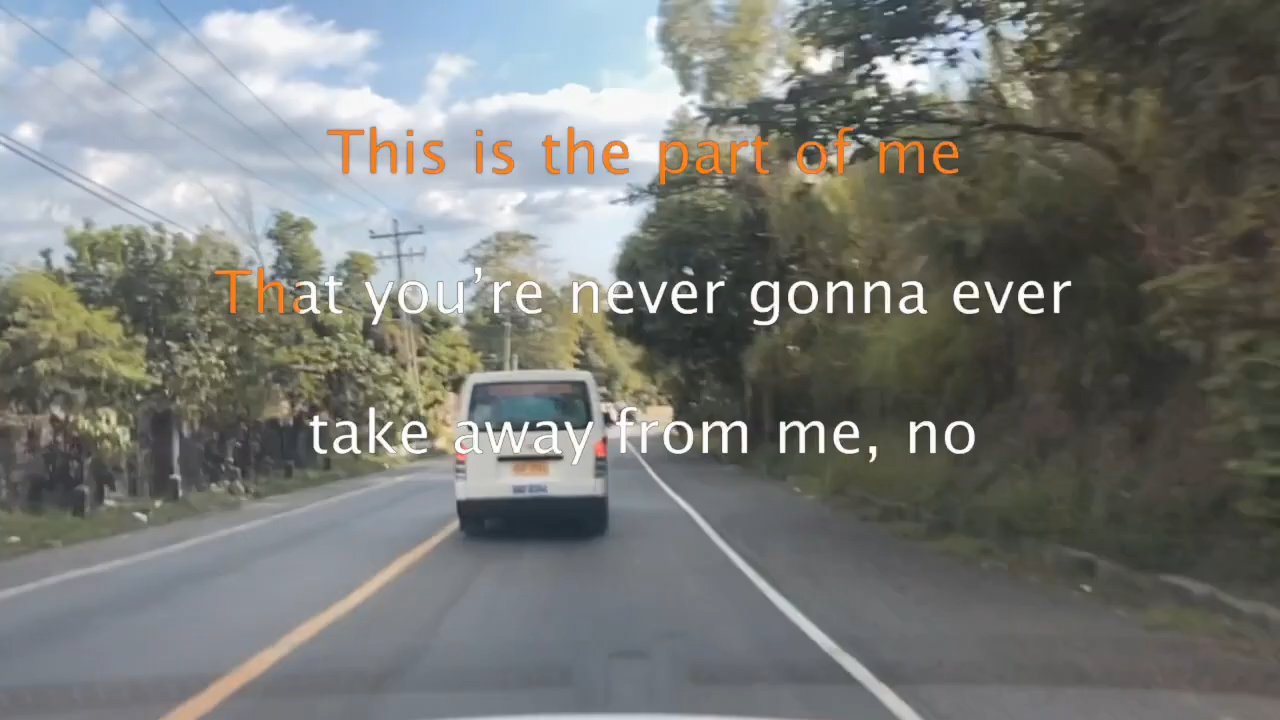 This is the part of me
That you’re never gonna ever
take away from me, no